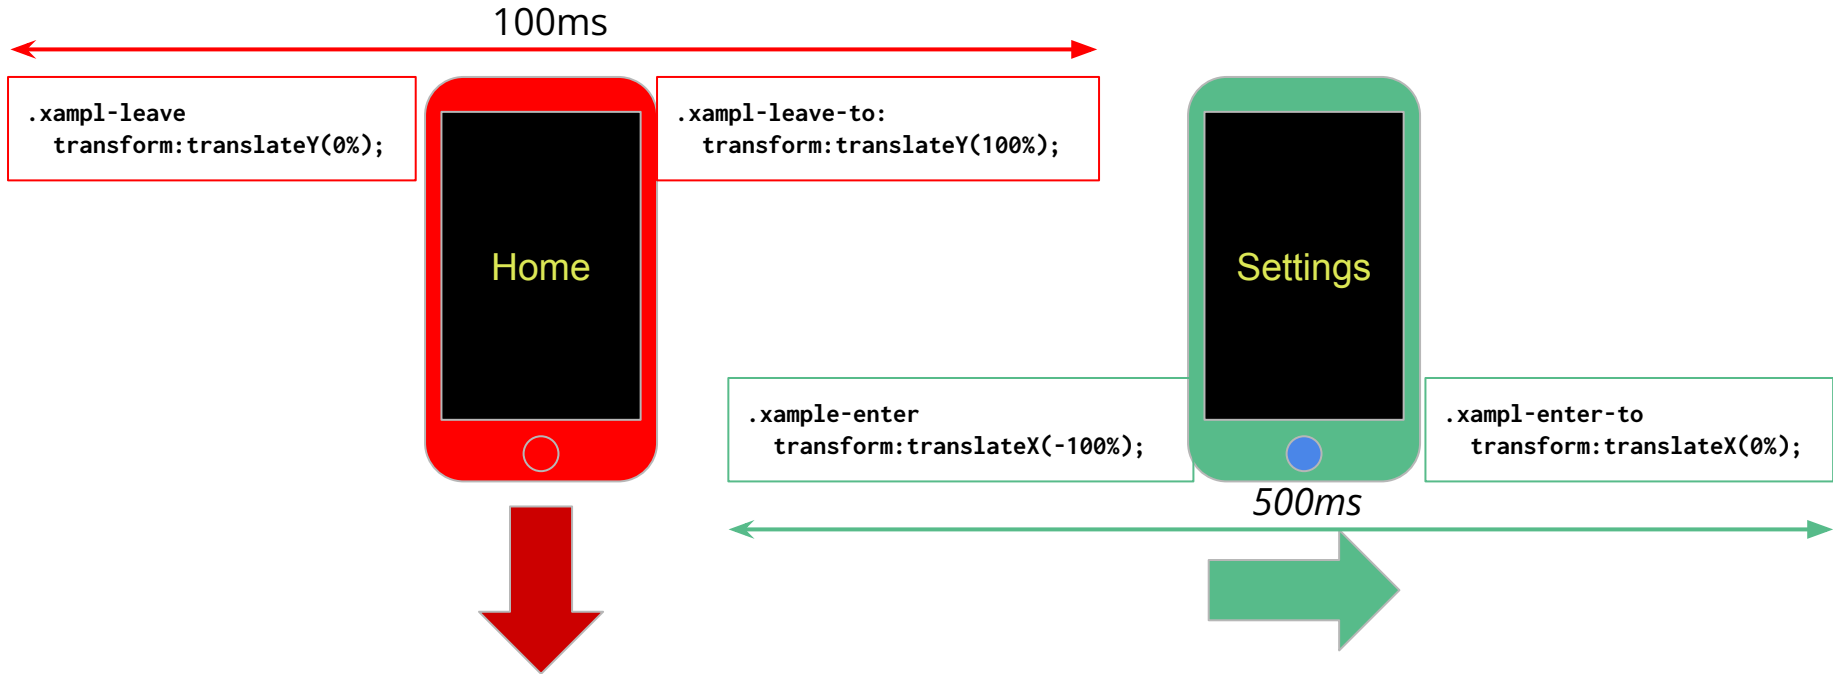 100ms
.xampl-leave
transform:translateY(0%);
.xampl-leave-to:
transform:translateY(100%);
Home
Settings
.xample-enter
transform:translateX(-100%);
.xampl-enter-to
transform:translateX(0%);
500ms